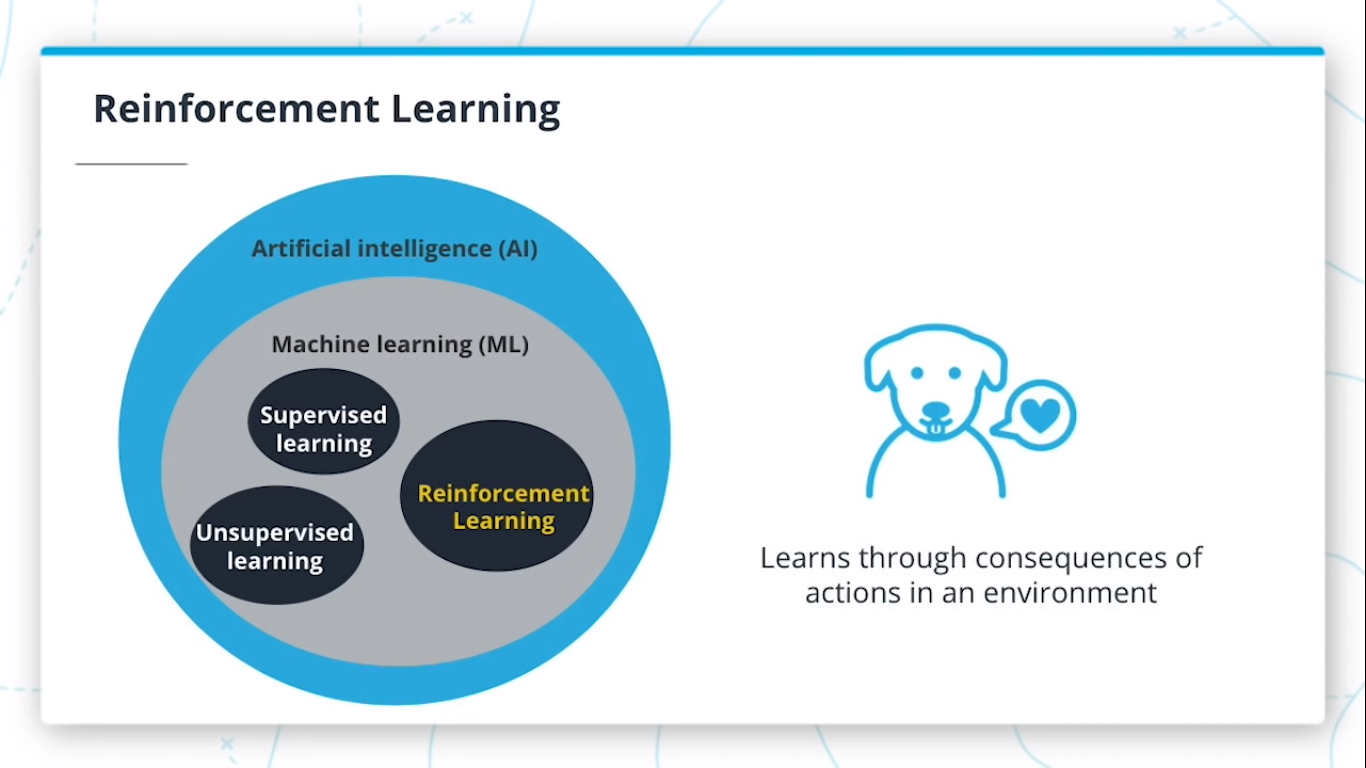 Reinforcement Learning
Artificial intelligence (AI)
Machine learning (ML)
Supervised
learning
Reinforcement
Learning
Unsupervised
learning
Learns through consequences of
actions in an environment